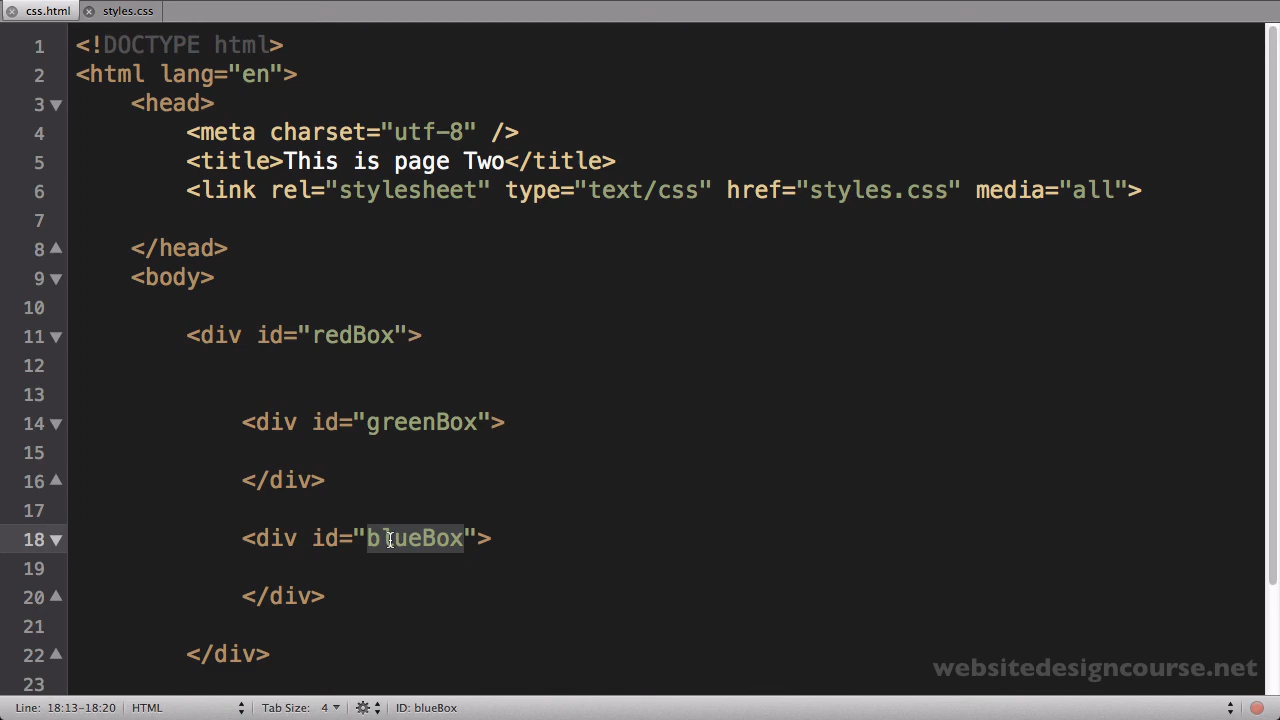 css.html styles.css
1 <!DOCTYPE html>
2 <html lang="en">
3 <head>
4 <meta charset="utf-8" />
5 <title>This is page Two</title>
6 <link rel="stylesheet" type="text/css" href="styles.css" media="all">
7
8 </head>
9 <body>
10
11 <div id="redBox">
12
13
14 <div id="greenBox">
15
16 </div>
17
18 <div id="blueBox">
19
20 </div>
21
22 </div>
23
websitedesigncourse.net
Line: 18:13-18:20 HTML Tab Size: 4 ID: blueBox